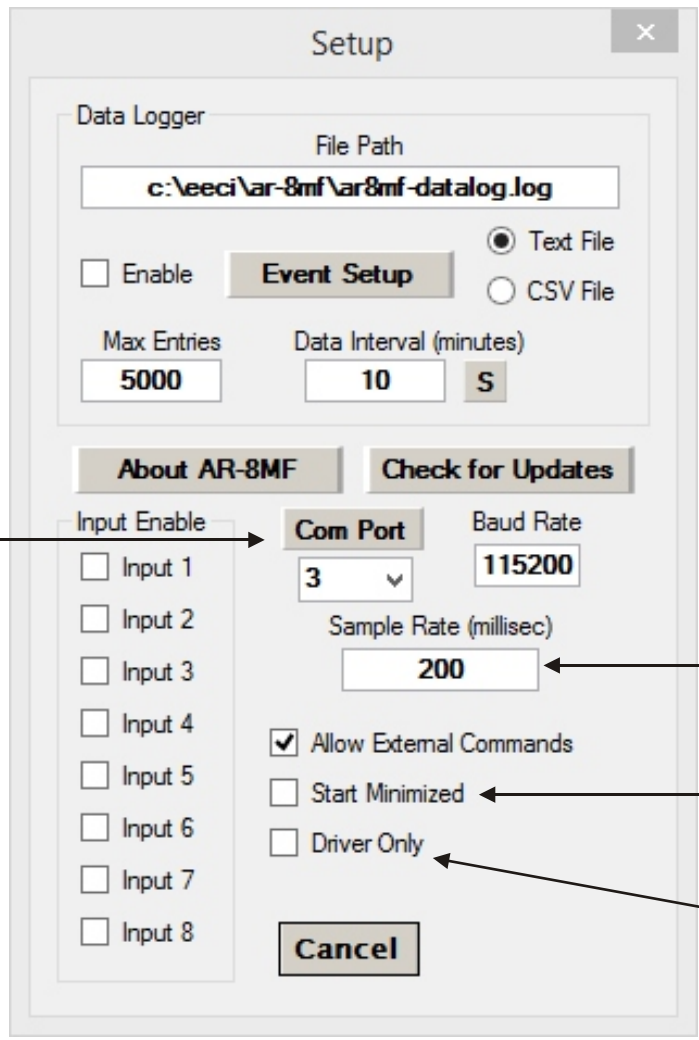 Setup
Data Logger
File Path
c:\eeci\ar-8mf\ar8mf-datalog.log
Enable
Event Setup
Text File
CSV File
Max Entries
Data Interval (minutes)
5000
10
S
About AR-8MF
Check for Updates
Input Enable
Input 1
Input 2
Input 3
Input 4
Input 5
Input 6
Input 7
Input 8
Com Port
Baud Rate
3
115200
Sample Rate (millisec)
200
Allow External Commands
Start Minimized
Driver Only
Cancel